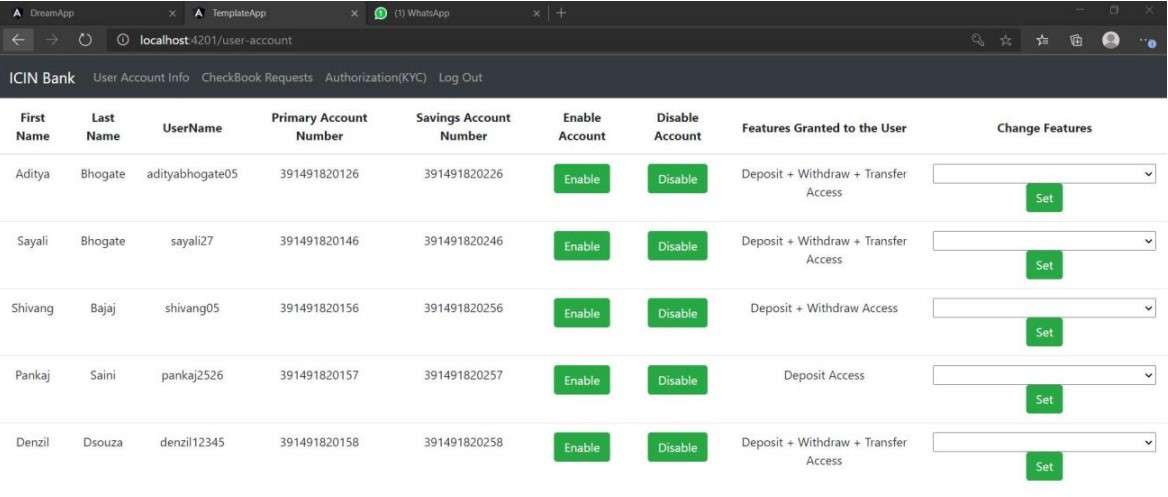 DreamApp TemplateApp (1) WhatsApp
localhost:4201/user-account
ICIN Bank User Account Info CheckBook Requests Authorization(KYC) Log Out
First Name Last Name UserName Primary Account Number Savings Account Number Enable Account Disable Account Features Granted to the User Change Features
Aditya Bhogate adityabhogate05 391491820126 391491820226 Enable Disable Deposit + Withdraw + Transfer Access
Set
Sayali Bhogate sayali27 391491820146 391491820246 Enable Disable Deposit + Withdraw + Transfer Access
Set
Shivang Bajaj shivang05 391491820156 391491820256 Enable Disable Deposit + Withdraw Access
Set
Pankaj Saini pankaj2526 391491820157 391491820257 Enable Disable Deposit Access
Set
Denzil Dsouza denzil12345 391491820158 391491820258 Enable Disable Deposit + Withdraw + Transfer Access
Set